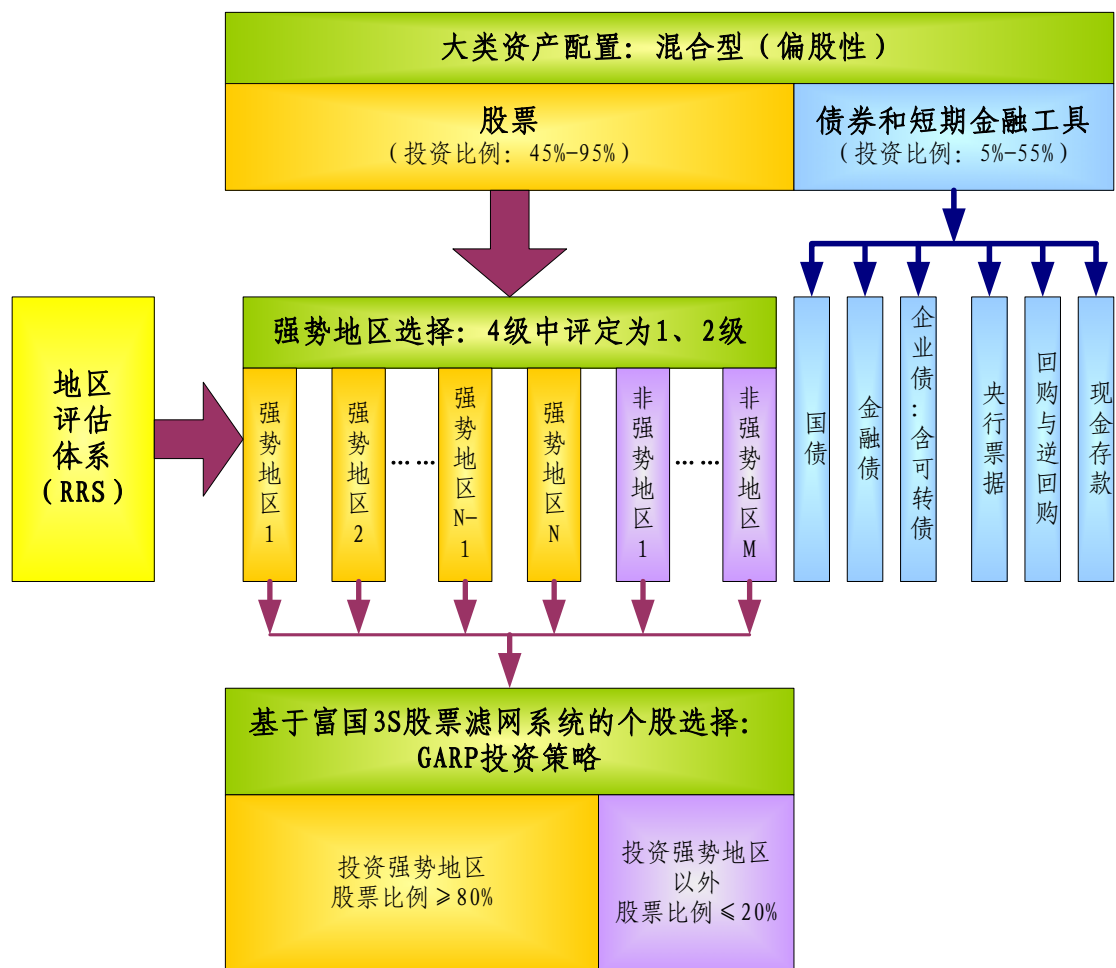 大类资产配置：混合型（偏股性）
股票
（投资比例：45%-95%）
债券和短期金融工具
（投资比例：5%-55%）
地区
评估
体系
（RRS）
强势地区选择：4级中评定为1、2级
强势地区1
强势地区2
……
强势地区N-1
强势地区N
非强势地区1
……
非强势地区M
国债
金融债
企业债：含可转债
央行票据
回购与逆回购
现金存款
基于富国3S股票滤网系统的个股选择：
GARP投资策略
投资强势地区
股票比例≥80%
投资强势地区
以外
股票比例≤20%